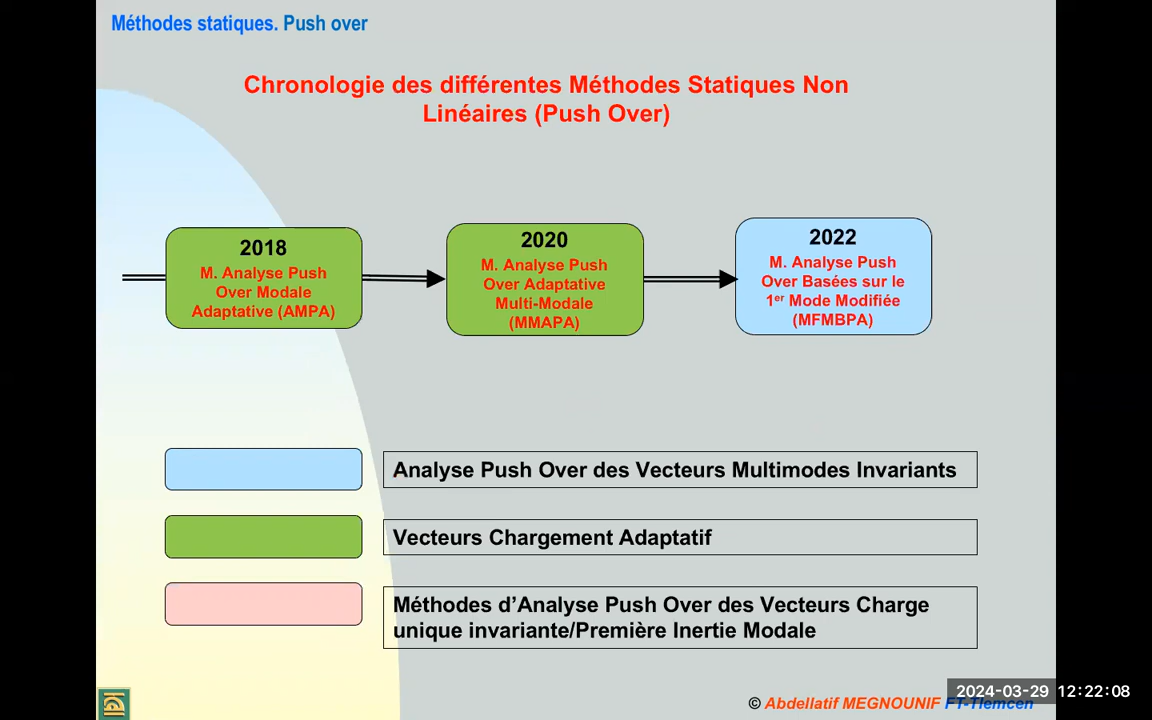 Méthodes statiques. Push over
Chronologie des différentes Méthodes Statiques Non
Linéaires (Push Over)
2018
M. Analyse Push
Over Modale
Adaptative (AMPA)
2020
M. Analyse Push
Over Adaptative
Multi-Modale
(MMAPA)
2022
M. Analyse Push
Over Basées sur le
1er Mode Modifiée
(MFMBPA)
Analyse Push Over des Vecteurs Multimodes Invariants
Vecteurs Chargement Adaptatif
Méthodes d’Analyse Push Over des Vecteurs Charge
unique invariante/Première Inertie Modale
2024-03-29 12:22:08
© Abdellatif MEGNOUNIF FT-Tlemcen